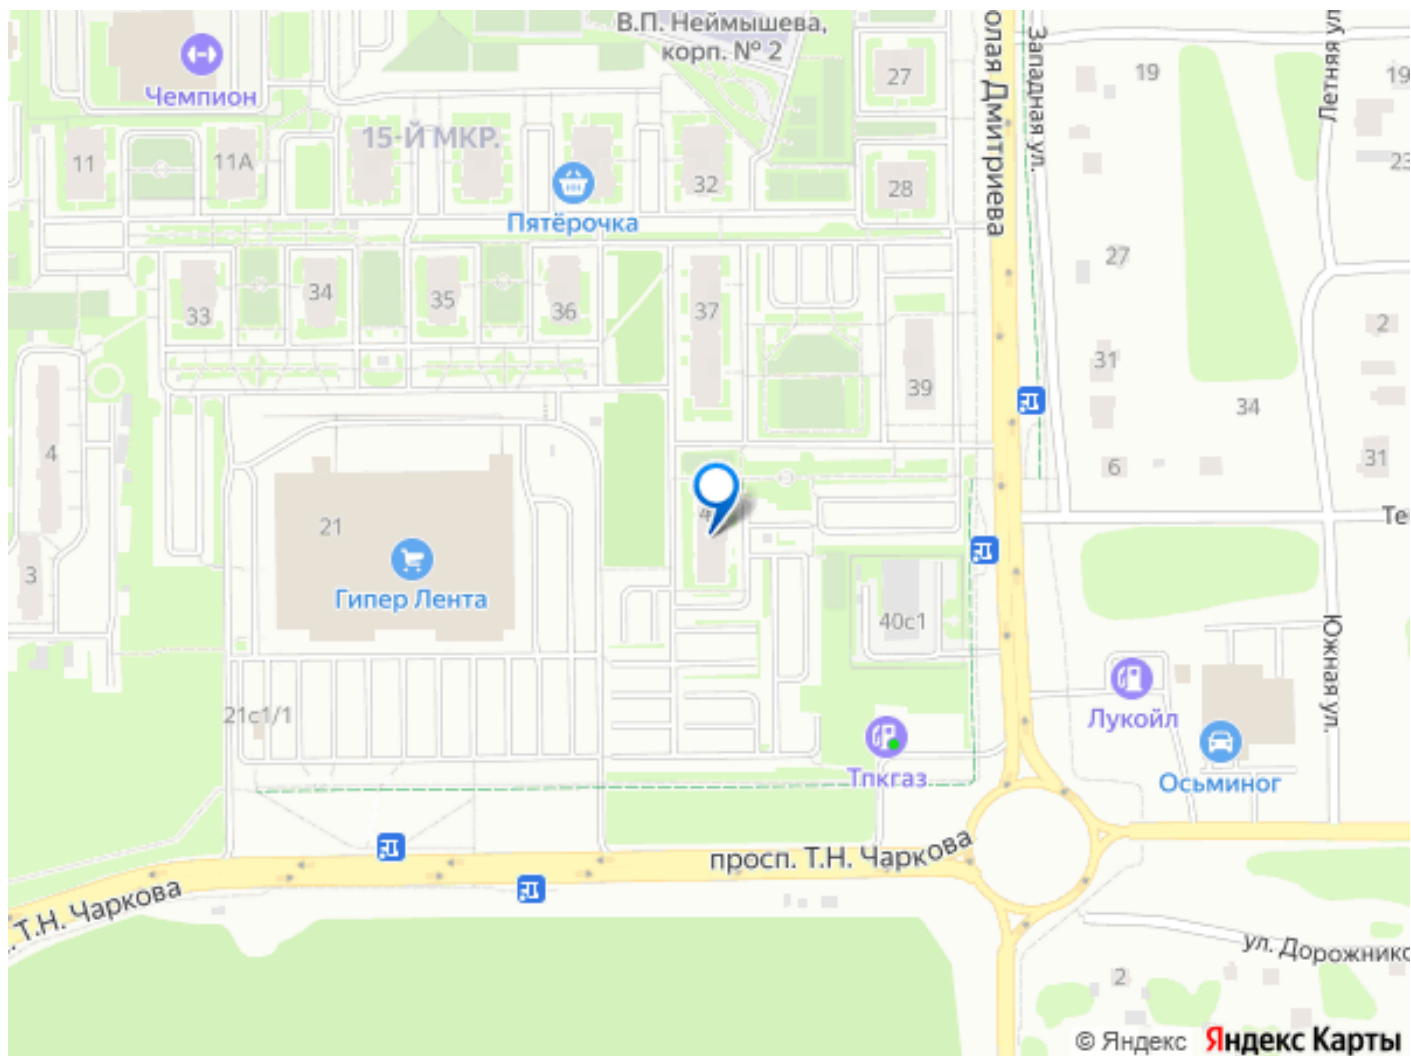 В.П. Неймышева,
корп. № 2
Чемпион
15-Й МКР.
11
11А
32
27
28
Западная ул.
19
Летняя ул
19
23
олая Дмитриева
Пятёрочка
33
34
35
36
37
39
27
31
2
34
6
31
4
3
21
Гипер Лента
40с1
Те
21с1/1
Тпкгаз
Лукойл
Осьминог
Южная ул.
просп. Т.Н. Чаркова
. Т.Н. Чаркова
ул. Дорожнико
2
© Яндекс Яндекс Карты